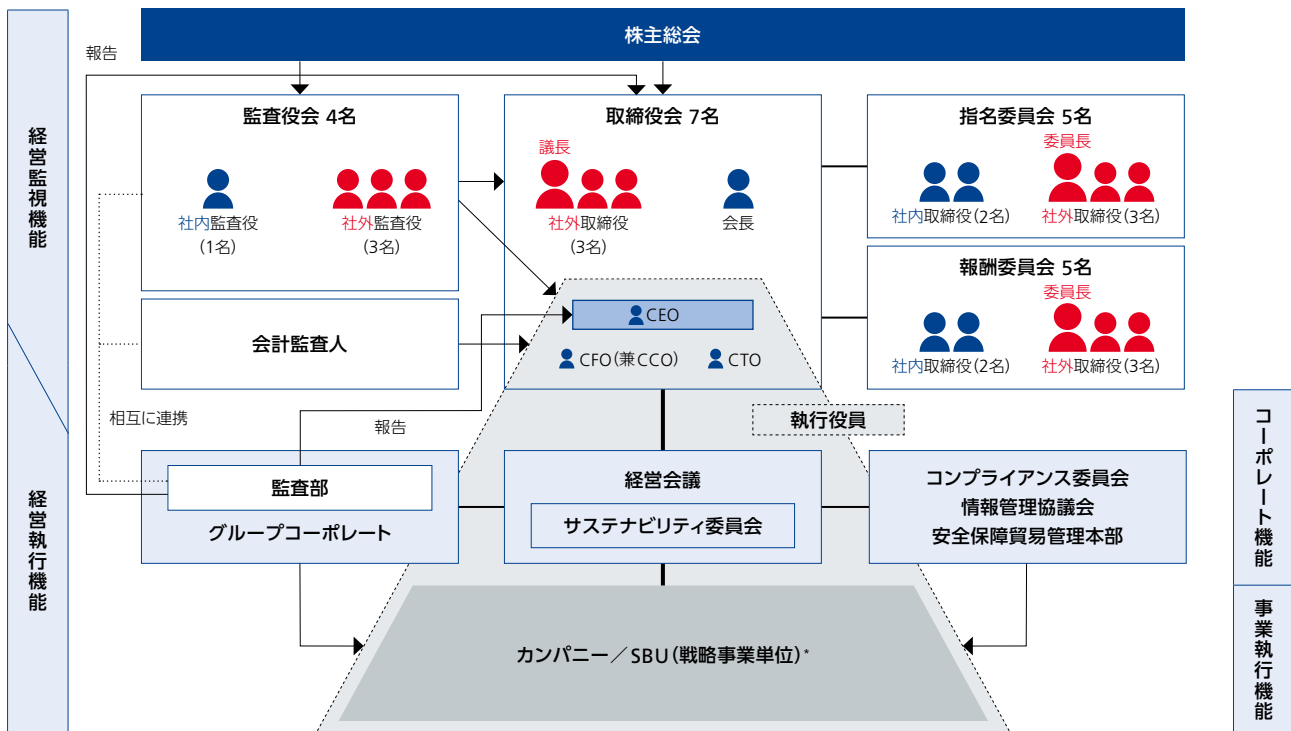 株主総会
報告
経営監視機能
監査役会 4名
社内監査役
(1名)
社外監査役
(3名)
取締役会 7名
議長
社外取締役
(3名)
会長
指名委員会 5名
委員長
社内取締役(2名)
社外取締役(3名)
報酬委員会 5名
委員長
社内取締役(2名)
社外取締役(3名)
会計監査人
CEO
CFO(兼CCO)
CTO
相互に連携
報告
執行役員
経営執行機能
監査部
グループコーポレート
経営会議
サステナビリティ委員会
コンプライアンス委員会
情報管理協議会
安全保障貿易管理本部
コーポレート機能
カンパニー/SBU(戦略事業単位)*
事業執行機能